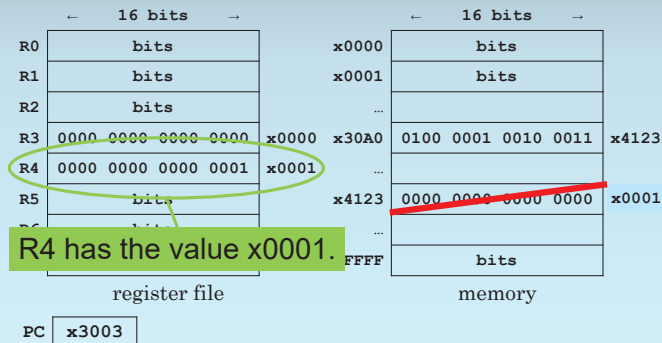 ← 16 bits → ← 16 bits →
R0 bits x0000 bits
R1 bits x0001 bits
R2 bits …
R3 0000 0000 0000 0000 x0000 x30A0 0100 0001 0010 0011 x4123
R4 0000 0000 0000 0001 x0001 …
R5 bits x4123 0000 0000 0000 0000 x0001
…
R4 has the value x0001. FFFF bits
register file memory
PC x3003